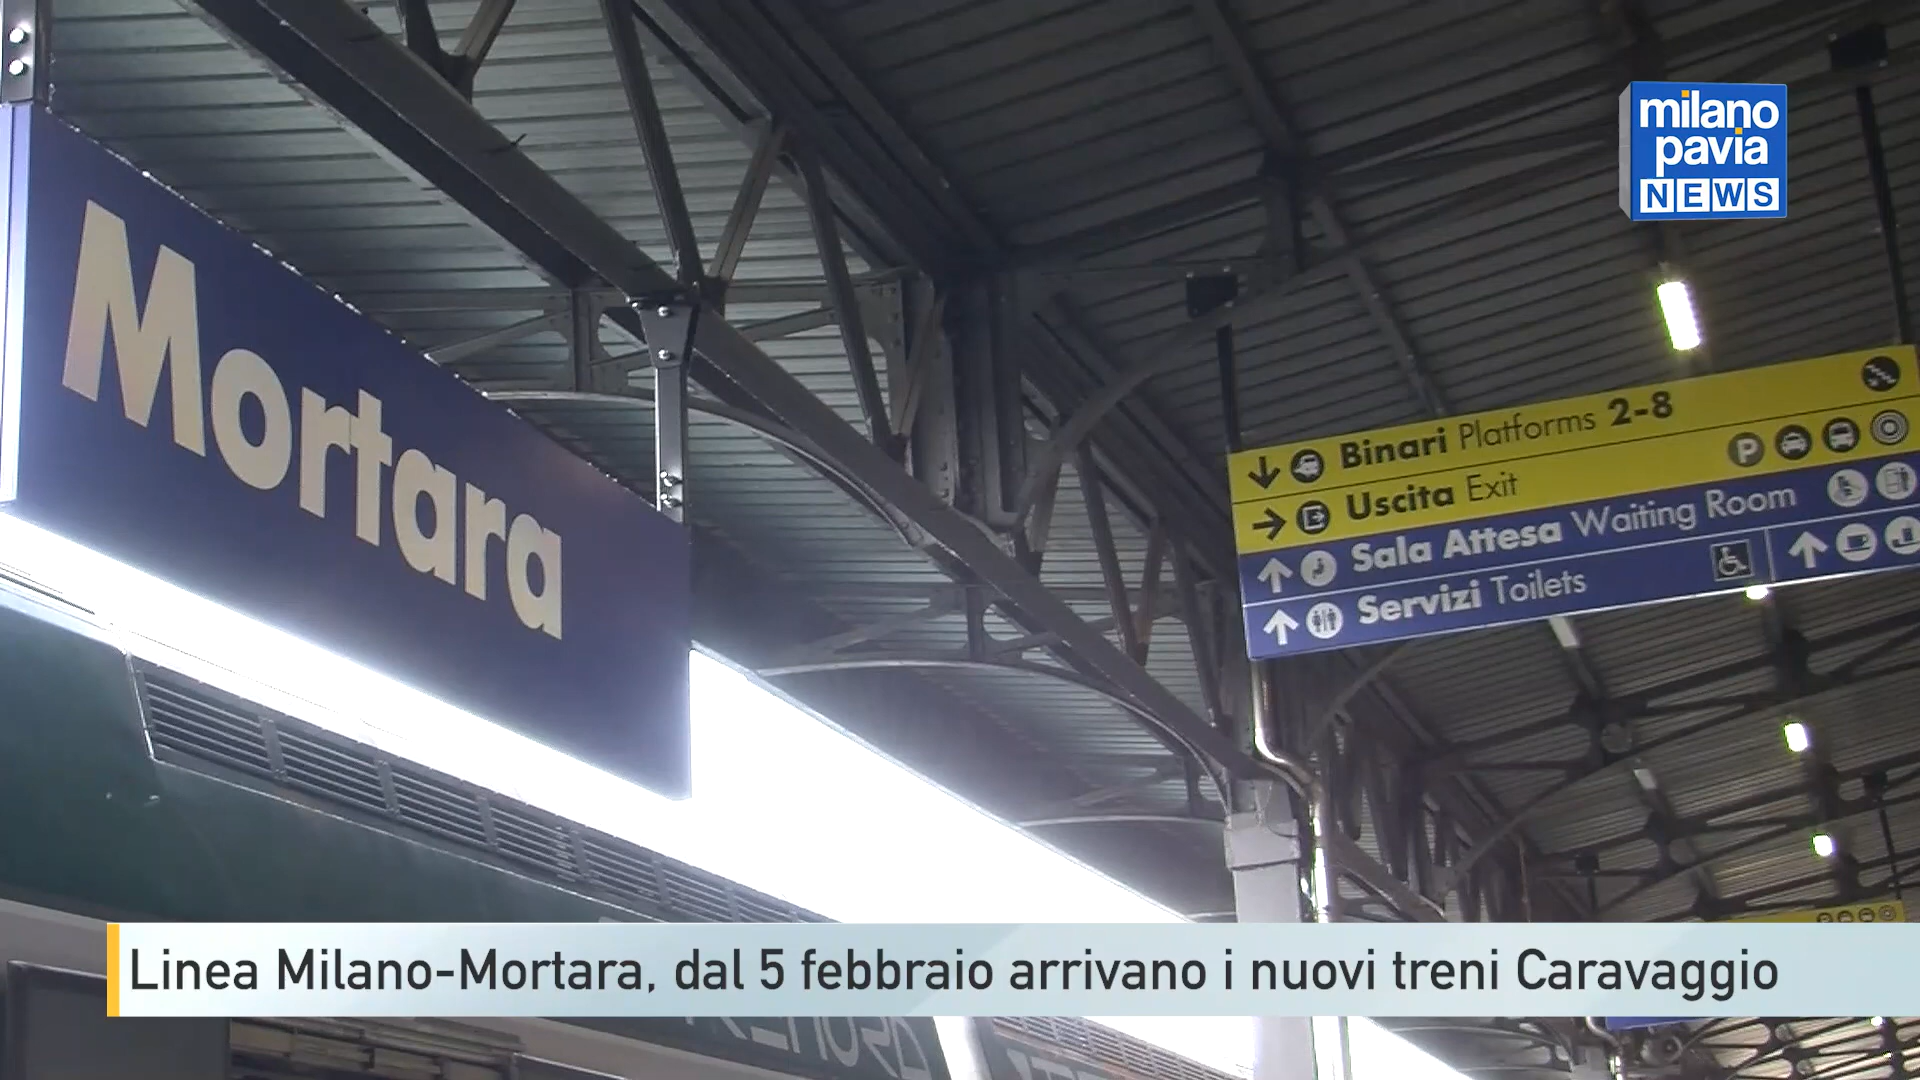 milano
pavia
NEWS
Mortara
Binari Platforms 2-8
P
Uscita Exit
Sala Attesa Waiting Room
Servizi Toilets
Linea Milano-Mortara, dal 5 febbraio arrivano i nuovi treni Caravaggio
TRENORD